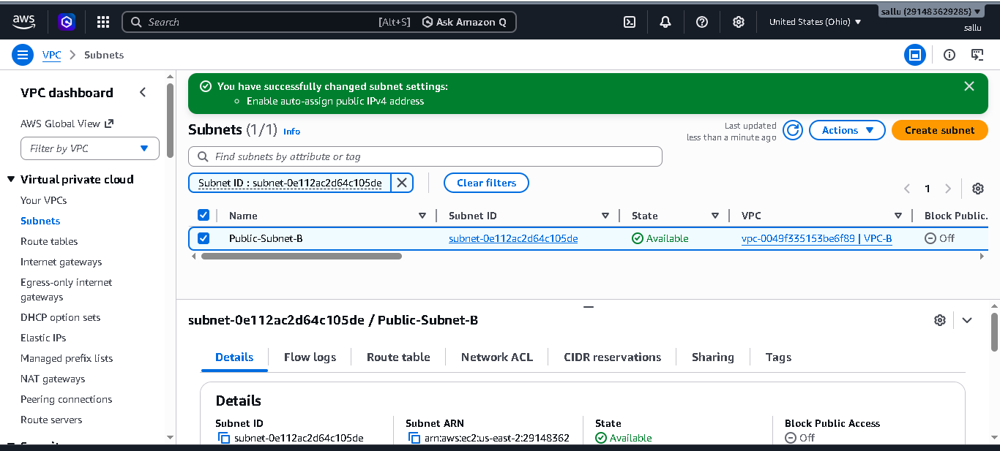 aws
Search [Alt+S] Ask Amazon Q
United States (Ohio)
sallu (291483629285)
sallu
VPC Subnets
VPC dashboard
AWS Global View
Filter by VPC
Virtual private cloud
Your VPCs
Subnets
Route tables
Internet gateways
Egress-only internet
gateways
DHCP option sets
Elastic IPs
Managed prefix lists
NAT gateways
Peering connections
Route servers
You have successfully changed subnet settings:
Enable auto-assign public IPv4 address
Subnets (1/1) Info
Last updated
less than a minute ago
Actions
Create subnet
Find subnets by attribute or tag
Subnet ID : subnet-0e112ac2d64c105de
Clear filters
1
Name Subnet ID State VPC Block Public.
Public-Subnet-B subnet-0e112ac2d64c105de Available vpc-0049f335153be6f89 | VPC-B Off
subnet-0e112ac2d64c105de / Public-Subnet-B
Details Flow logs Route table Network ACL CIDR reservations Sharing Tags
Details
Subnet ID Subnet ARN State Block Public Access
subnet-0e112ac2d64c105de arn:aws:ec2:us-east-2:29148362 Available Off